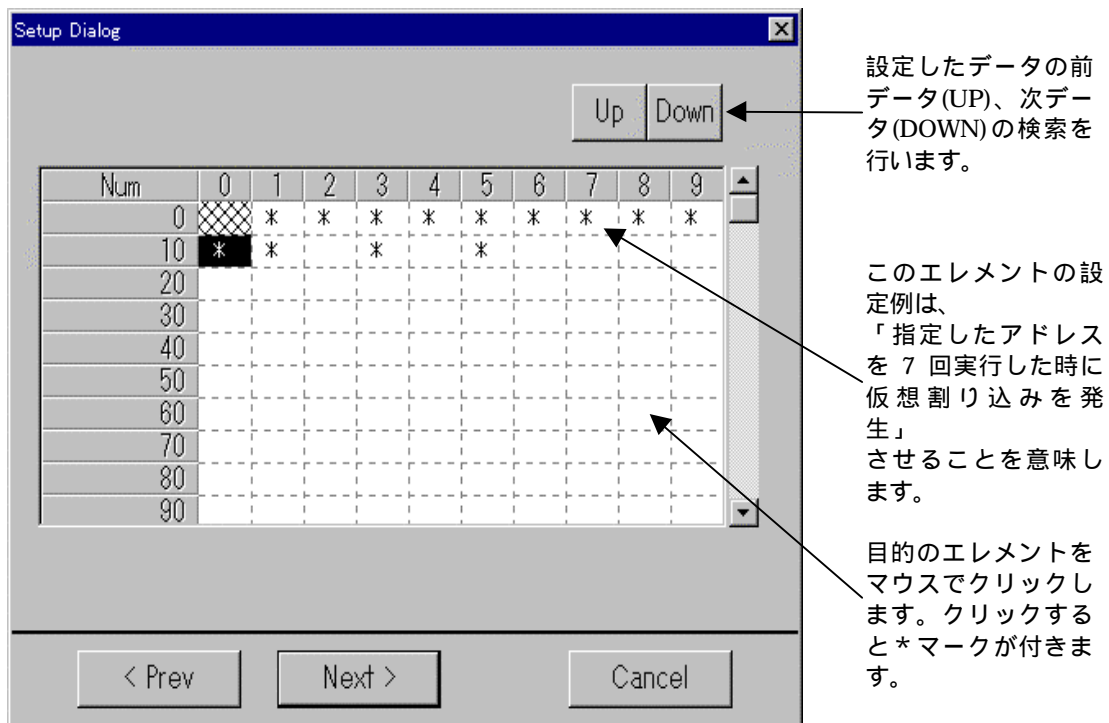 Setup Dialog
Up Down
Num 0 1 2 3 4 5 6 7 8 9
0 * * * * * * * * *
10 * * * *
20
30
40
50
60
70
80
90
< Prev Next > Cancel
設定したデータの前
データ(UP)、次デー
タ(DOWN)の検索を
行います。
このエレメントの設
定例は、
「指定したアドレス
を 7 回実行した時に
仮想割り込みを発
生」
させることを意味し
ます。
目的のエレメントを
マウスでクリックし
ます。クリックする
と*マークが付きま
す。